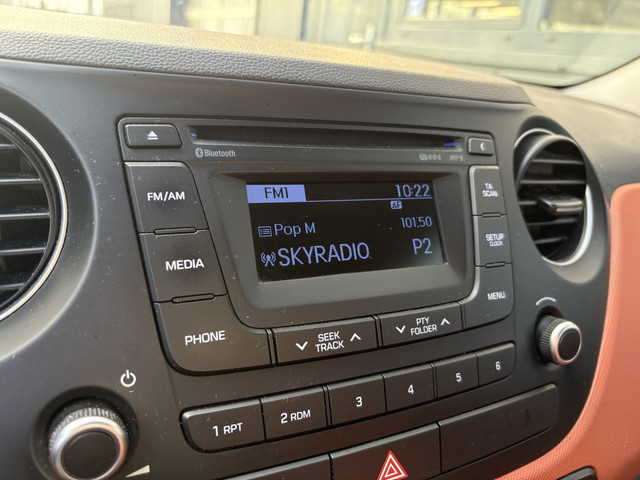 Bluetooth
RDS MP3
FM/AM
MEDIA
PHONE
FM1 10:22
AF
Pop M 101.50
SKYRADIO P2
TA/
SCAN
SETUP
CLOCK
MENU
SEEK
TRACK
PTY
FOLDER
1 RPT
2 RDM
3
4
5
6